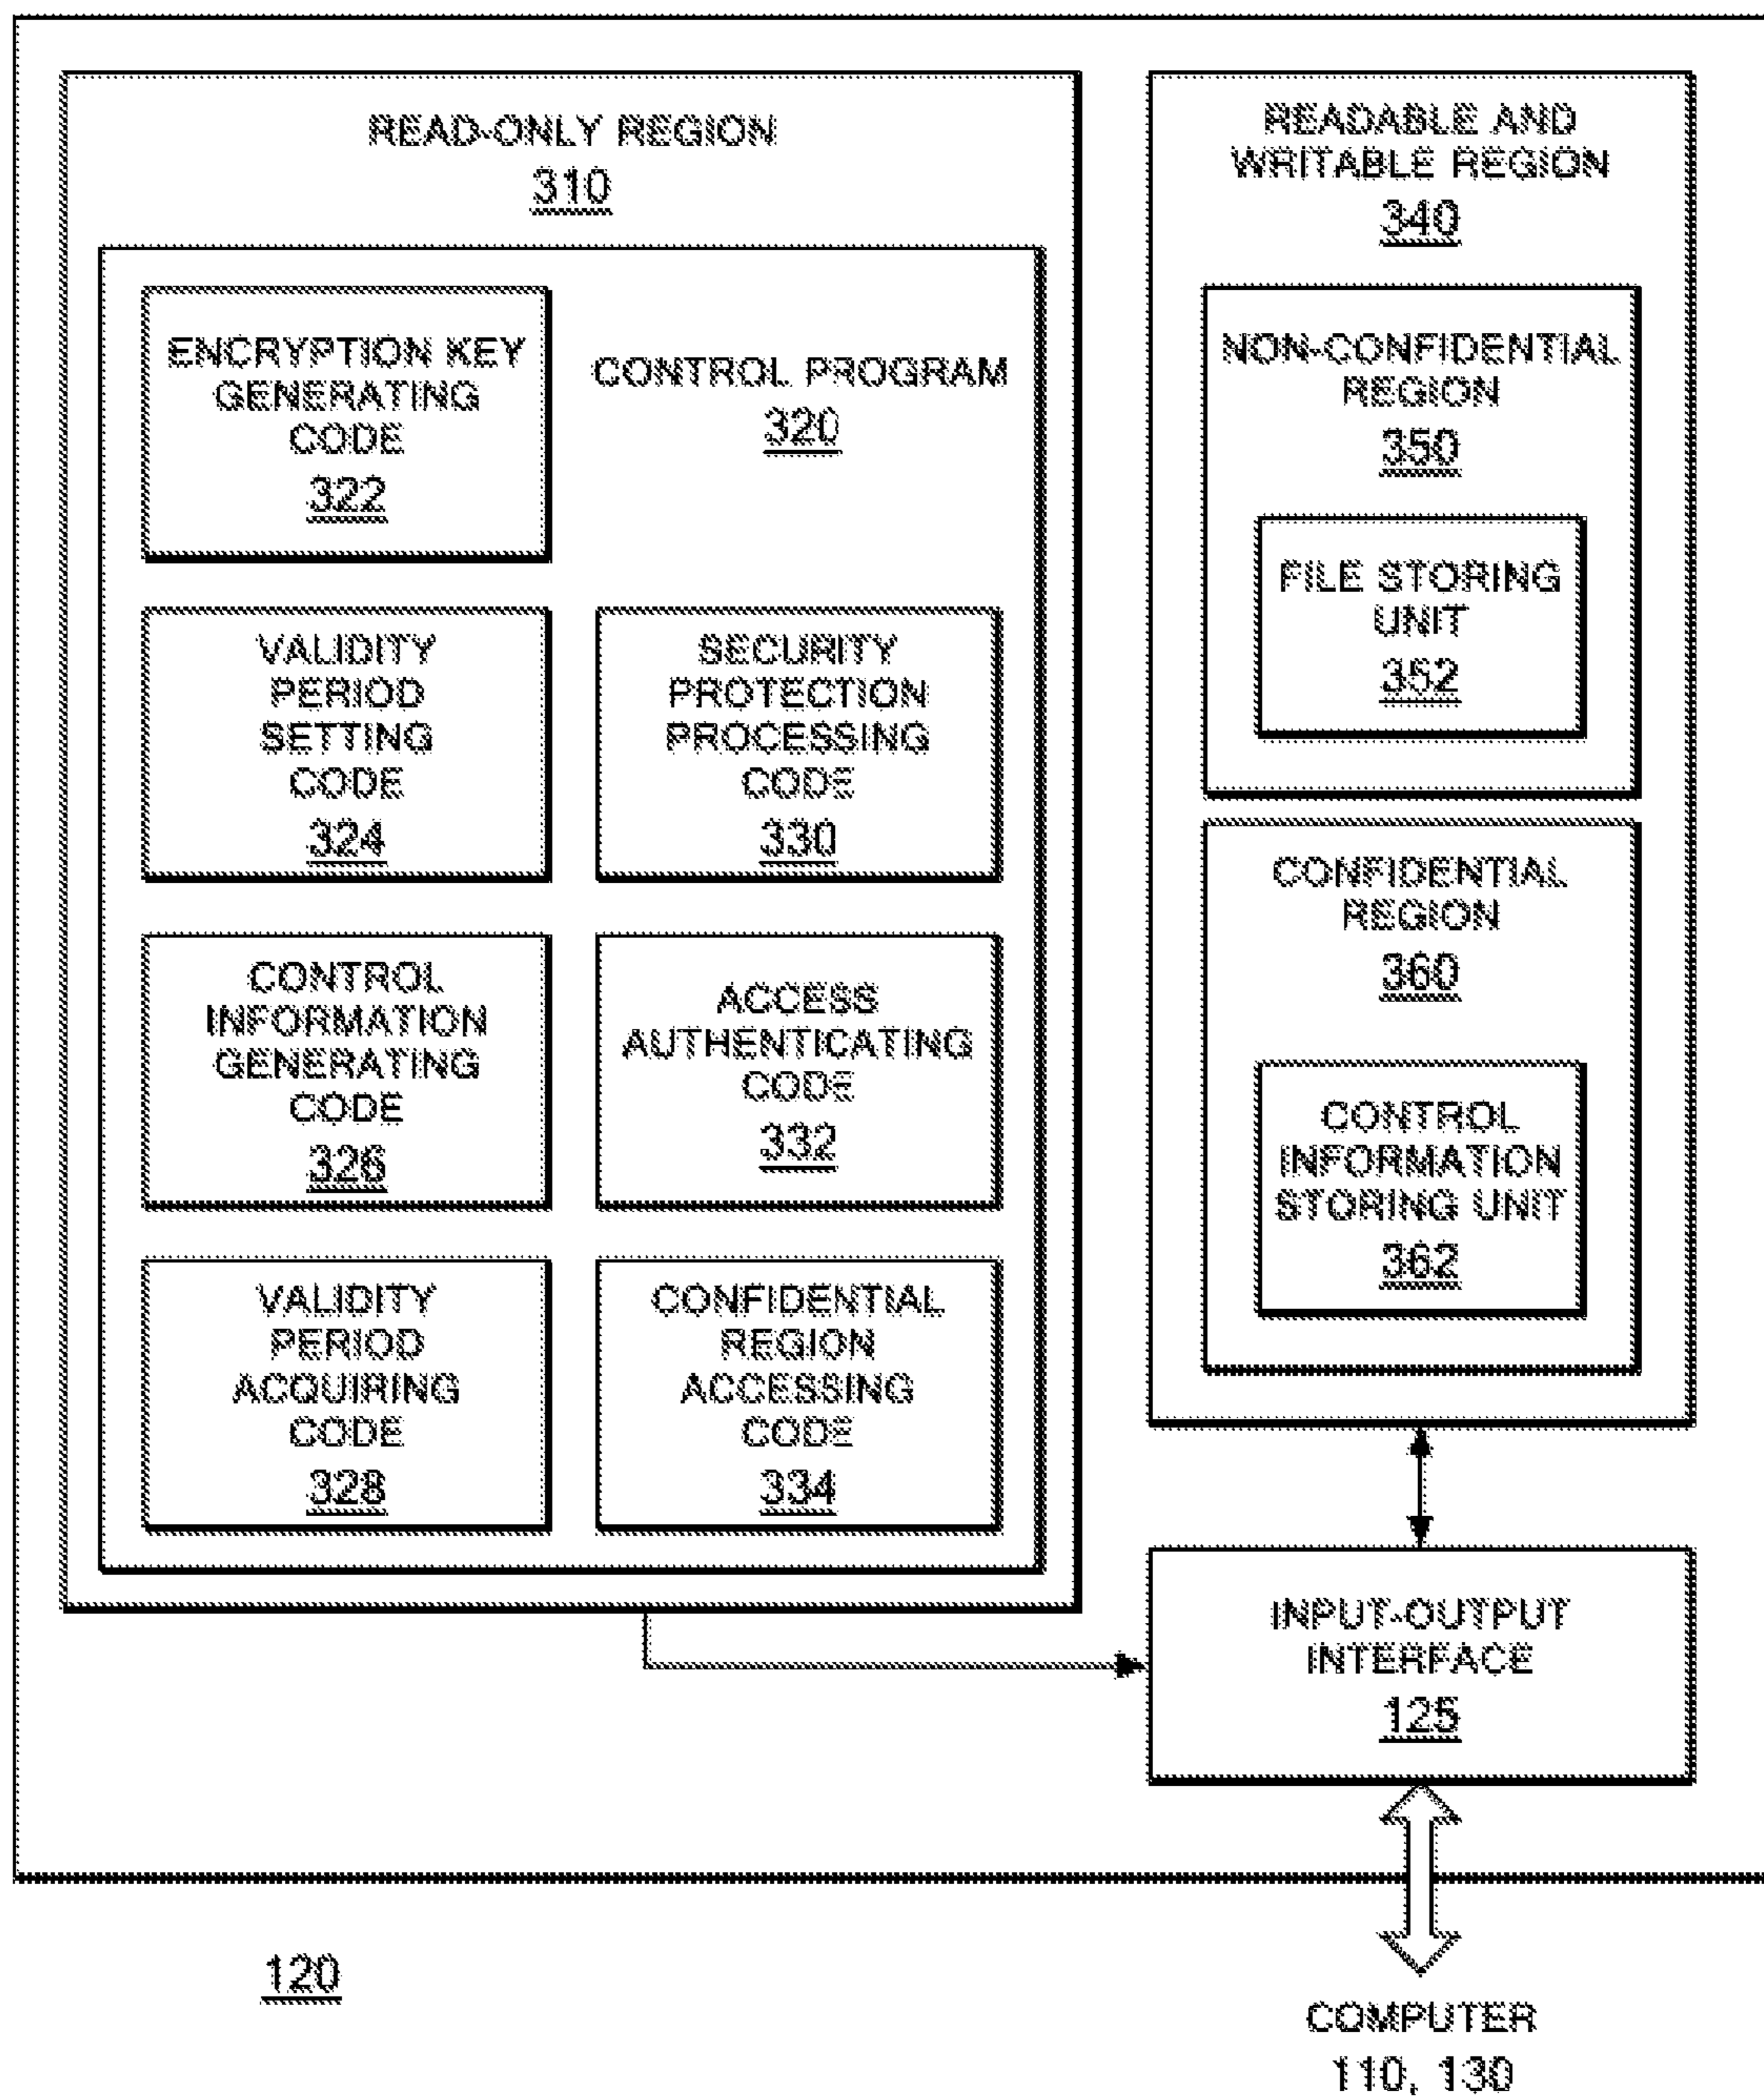 READ-ONLY REGION
310
ENCRYPTION KEY
GENERATING
CODE
322
CONTROL PROGRAM
320
VALIDITY
PERIOD
SETTING
CODE
324
SECURITY
PROTECTION
PROCESSING
CODE
330
CONTROL
INFORMATION
GENERATING
CODE
326
ACCESS
AUTHENTICATING
CODE
332
VALIDITY
PERIOD
ACQUIRING
CODE
328
CONFIDENTIAL
REGION
ACCESSING
CODE
334
READABLE AND
WRITABLE REGION
340
NON-CONFIDENTIAL
REGION
350
FILE STORING
UNIT
352
CONFIDENTIAL
REGION
360
CONTROL
INFORMATION
STORING UNIT
362
INPUT-OUTPUT
INTERFACE
125
120
COMPUTER
110, 130